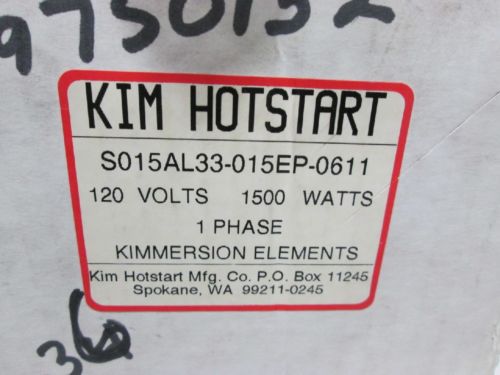 9750152
KIM HOTSTART
S015AL33-015EP-0611
120 VOLTS 1500 WATTS
1 PHASE
KIMMERSION ELEMENTS
Kim Hotstart Mfg. Co. P.O. Box 11245
Spokane, WA 99211-0245